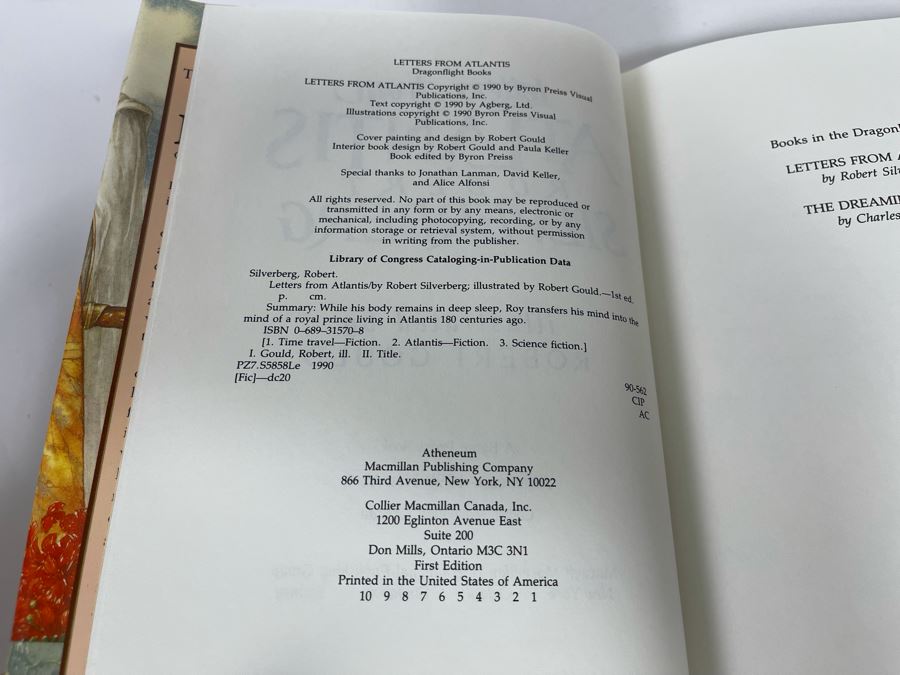 LETTERS FROM ATLANTIS
Dragonflight Books
LETTERS FROM ATLANTIS Copyright © 1990 by Byron Preiss Visual
Publications, Inc.
Text copyright © 1990 by Agberg, Ltd.
Illustrations copyright © 1990 by Byron Preiss Visual
Publications, Inc.
Cover painting and design by Robert Gould
Interior book design by Robert Gould and Paula Keller
Book edited by Byron Preiss
Special thanks to Jonathan Lanman, David Keller,
and Alice Alfonsi
All rights reserved. No part of this book may be reproduced or
transmitted in any form or by any means, electronic or
mechanical, including photocopying, recording, or by any
information storage or retrieval system, without permission
in writing from the publisher.
Library of Congress Cataloging-in-Publication Data
Silverberg, Robert.
Letters from Atlantis/by Robert Silverberg; illustrated by Robert Gould.—1st ed.
p. cm.
Summary: While his body remains in deep sleep, Roy transfers his mind into the
mind of a royal prince living in Atlantis 180 centuries ago.
ISBN 0–689–31570–8
[1. Time travel—Fiction. 2. Atlantis—Fiction. 3. Science fiction.]
I. Gould, Robert, ill. II. Title.
PZ7.S5858Le 1990
[Fic]—dc20
90-562
CIP
AC
Atheneum
Macmillan Publishing Company
866 Third Avenue, New York, NY 10022
Collier Macmillan Canada, Inc.
1200 Eglinton Avenue East
Suite 200
Don Mills, Ontario M3C 3N1
First Edition
Printed in the United States of America
10 9 8 7 6 5 4 3 2 1
Books in the Dragonf
LETTERS FROM A
by Robert Silv
THE DREAMI
by Charles